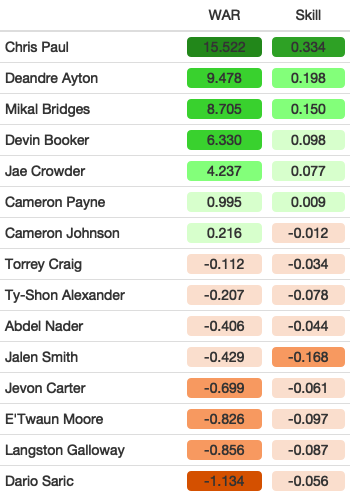 WAR Skill
Chris Paul 15.522 0.334
Deandre Ayton 9.478 0.198
Mikal Bridges 8.705 0.150
Devin Booker 6.330 0.098
Jae Crowder 4.237 0.077
Cameron Payne 0.995 0.009
Cameron Johnson 0.216 -0.012
Torrey Craig -0.112 -0.034
Ty-Shon Alexander -0.207 -0.078
Abdel Nader -0.406 -0.044
Jalen Smith -0.429 -0.168
Jevon Carter -0.699 -0.061
E'Twaun Moore -0.826 -0.097
Langston Galloway -0.856 -0.087
Dario Saric -1.134 -0.056